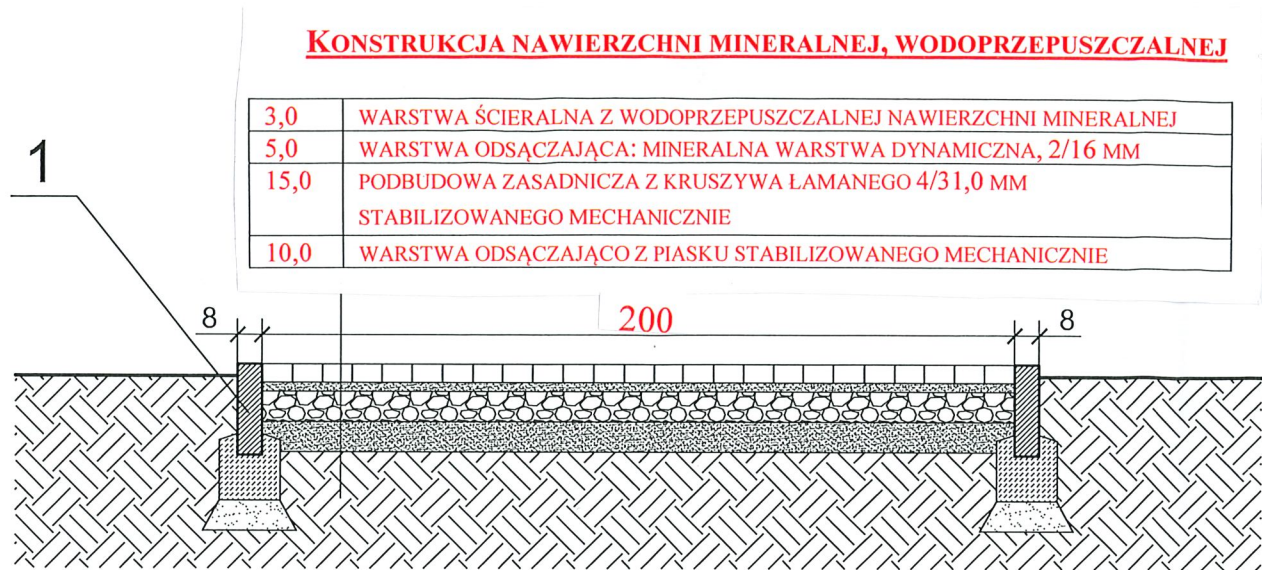 KONSTRUKCJA NAWIERZCHNI MINERALNEJ, WODOPRZEPUSZCZALNEJ
3,0 WARSTWA ŚCIERALNA Z WODOPRZEPUSZCZALNEJ NAWIERZCHNI MINERALNEJ
5,0 WARSTWA ODSĄCZAJĄCA: MINERALNA WARSTWA DYNAMICZNA, 2/16 MM
15,0 PODBUDOWA ZASADNICZA Z KRUSZYWA ŁAMANEGO 4/31,0 MM
STABILIZOWANEGO MECHANICZNIE
10,0 WARSTWA ODSĄCZAJĄCO Z PIASKU STABILIZOWANEGO MECHANICZNIE
1
8 200 8